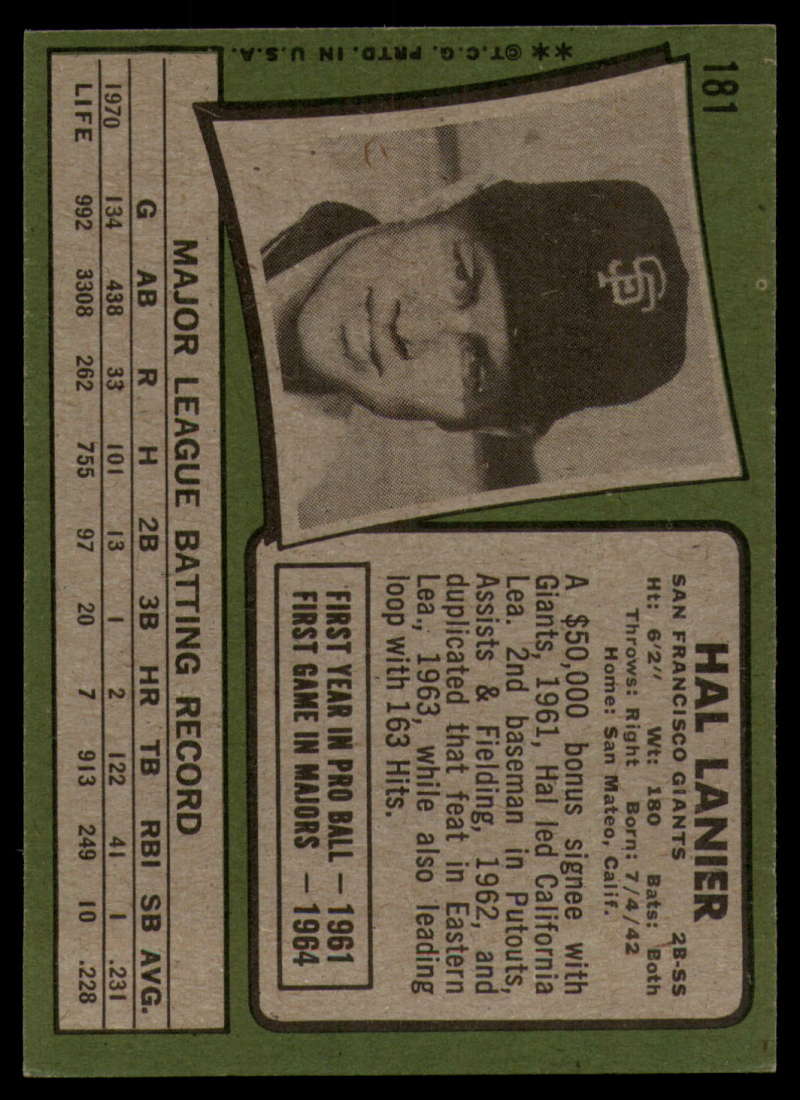 181
**©T.C.G. PRTD. IN U.S.A.
SF
HAL LANIER
SAN FRANCISCO GIANTS 2B-SS
Ht: 6'2" Wt: 180 Bats: Both
Throws: Right Born: 7/4/42
Home: San Mateo, Calif.
A $50,000 bonus signee with
Giants, 1961, Hal led California
Lea. 2nd baseman in Putouts,
Assists & Fielding, 1962, and
duplicated that feat in Eastern
Lea., 1963, while also leading
loop with 163 Hits.
FIRST YEAR IN PRO BALL — 1961
FIRST GAME IN MAJORS — 1964
MAJOR LEAGUE BATTING RECORD
G AB R H 2B 3B HR TB RBI SB AVG.
1970 134 438 33 101 13 1 2 122 41 1 .231
LIFE 992 3308 262 755 97 20 7 913 249 10 .228